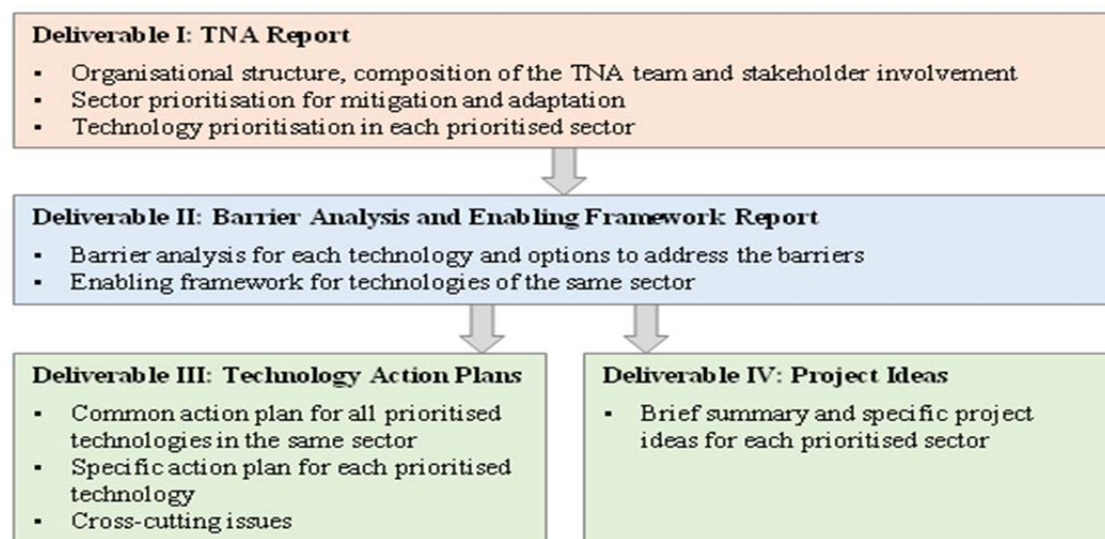 Deliverable I: TNA Report
▪ Organisational structure, composition of the TNA team and stakeholder involvement
▪ Sector prioritisation for mitigation and adaptation
▪ Technology prioritisation in each prioritised sector
Deliverable II: Barrier Analysis and Enabling Framework Report
▪ Barrier analysis for each technology and options to address the barriers
▪ Enabling framework for technologies of the same sector
Deliverable III: Technology Action Plans
▪ Common action plan for all prioritised
technologies in the same sector
▪ Specific action plan for each prioritised
technology
▪ Cross-cutting issues
Deliverable IV: Project Ideas
▪ Brief summary and specific project
ideas for each prioritised sector